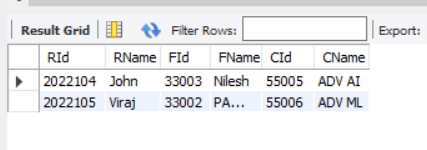 Result Grid Filter Rows: Export:
RId RName FId FName CId CName
2022104 John 33003 Nilesh 55005 ADV AI
2022105 Viraj 33002 PA... 55006 ADV ML